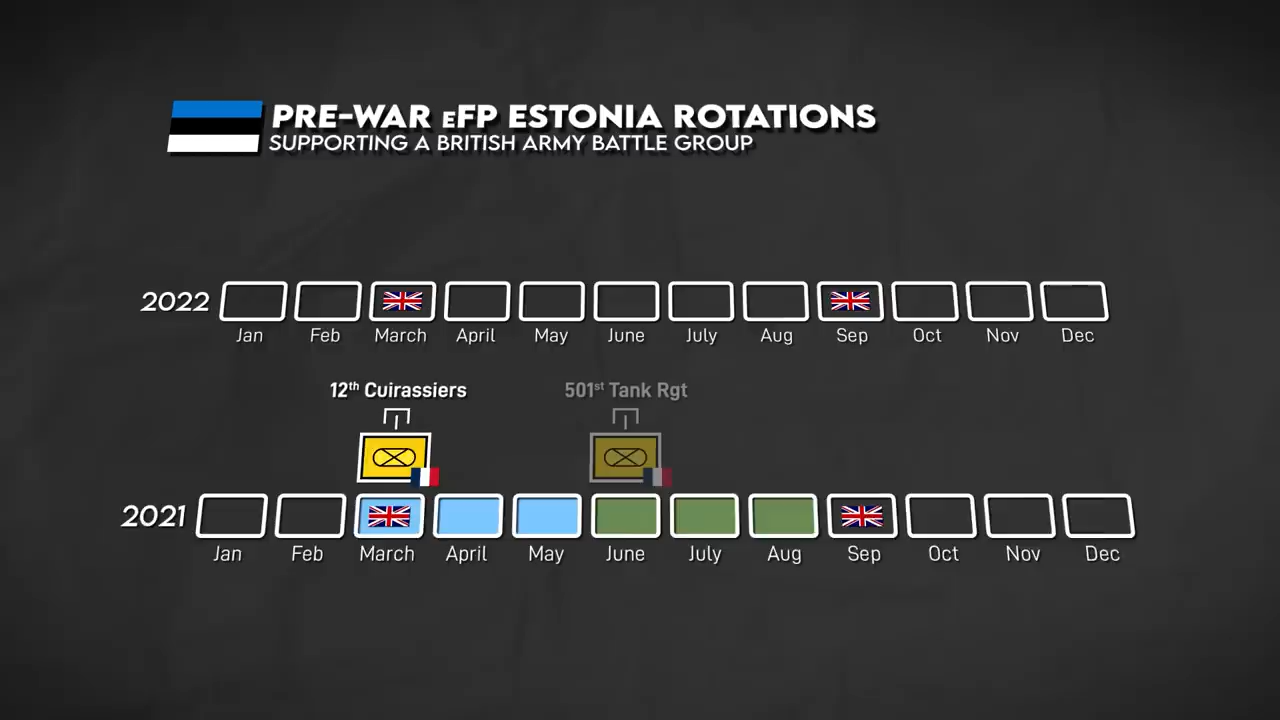 PRE-WAR eFP ESTONIA ROTATIONS
SUPPORTING A BRITISH ARMY BATTLE GROUP
2022
Jan Feb March April May June July Aug Sep Oct Nov Dec
12th Cuirassiers 501st Tank Rgt
2021
Jan Feb March April May June July Aug Sep Oct Nov Dec